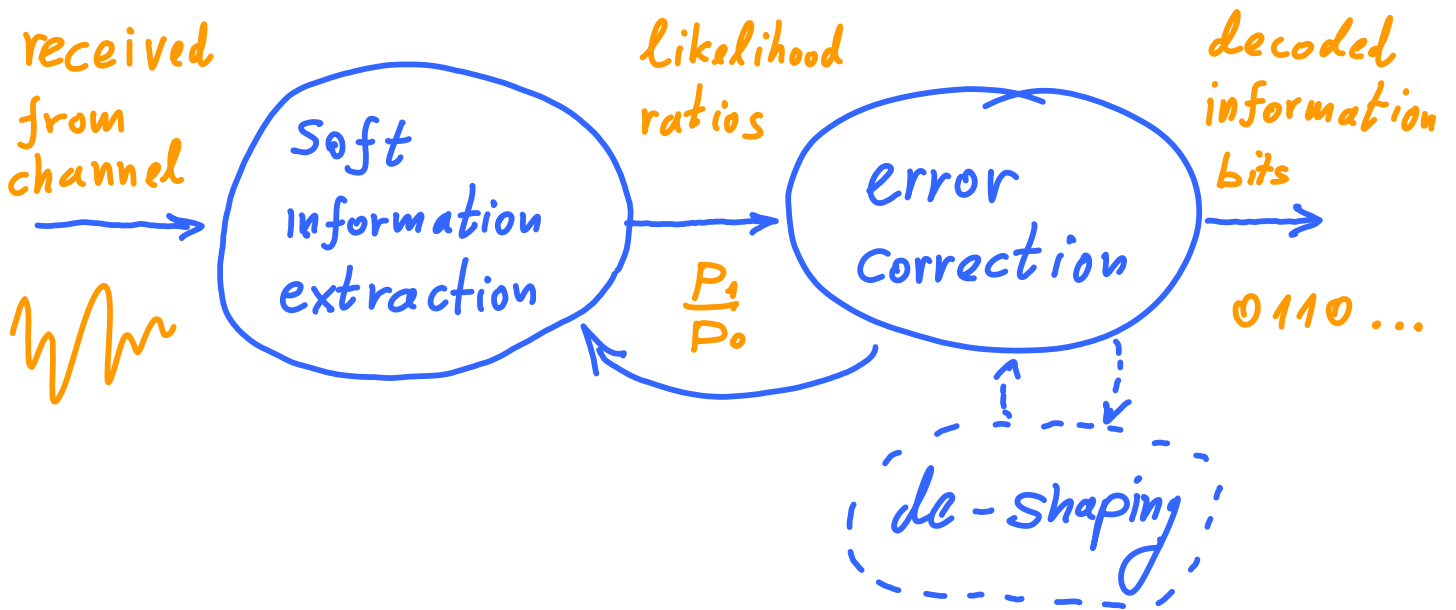 received
from
channel
soft
information
extraction
likelihood
ratios
P₁
P₀
error
correction
decoded
information
bits
0110...
de-shaping